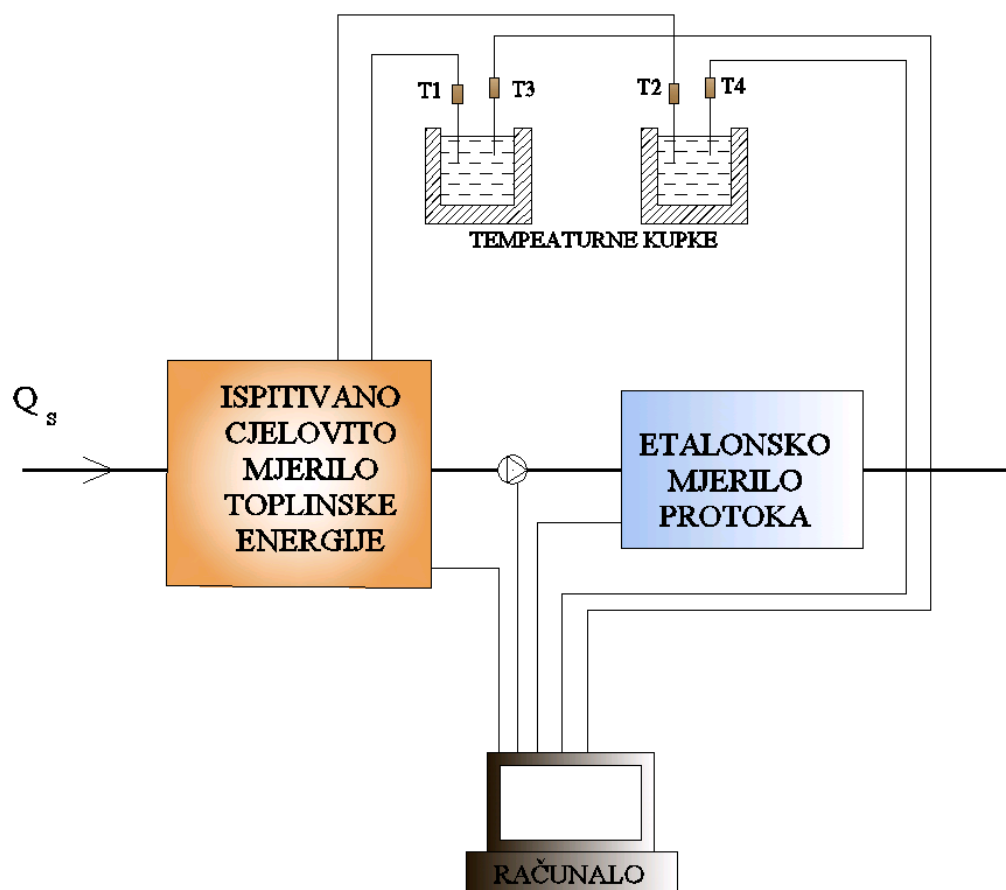 T1
T3
T2
T4
TEMPEATURNE KUPKE
Q s
ISPITIVANO
CJELOVITO
MJERILO
TOPLINSKE
ENERGIJE
ETALONSKO
MJERILO
PROTOKA
RAČUNALO